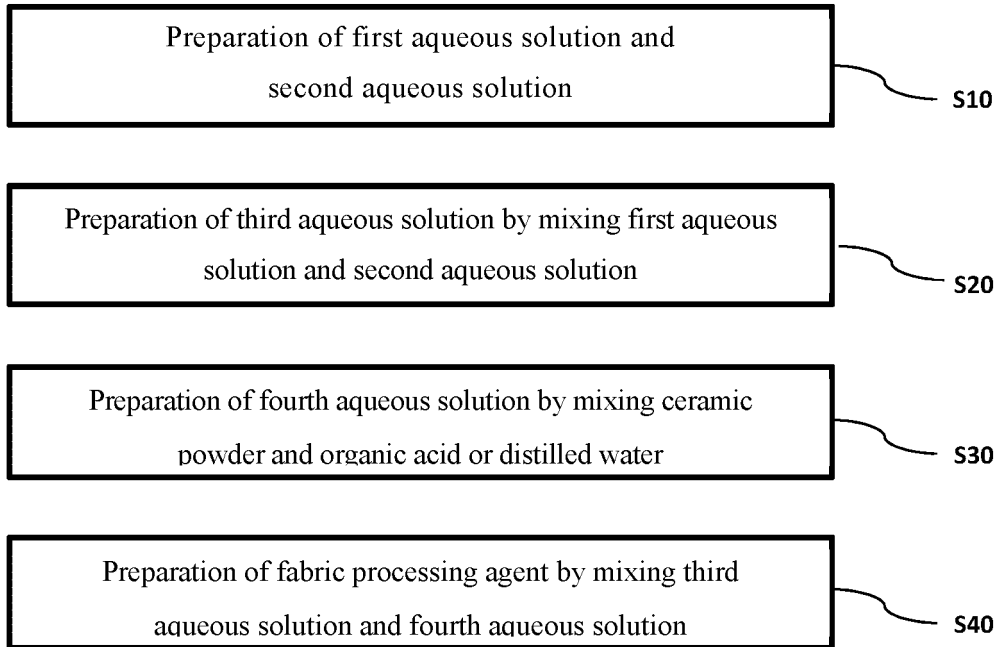 Preparation of first aqueous solution and
second aqueous solution
S10
Preparation of third aqueous solution by mixing first aqueous
solution and second aqueous solution
S20
Preparation of fourth aqueous solution by mixing ceramic
powder and organic acid or distilled water
S30
Preparation of fabric processing agent by mixing third
aqueous solution and fourth aqueous solution
S40